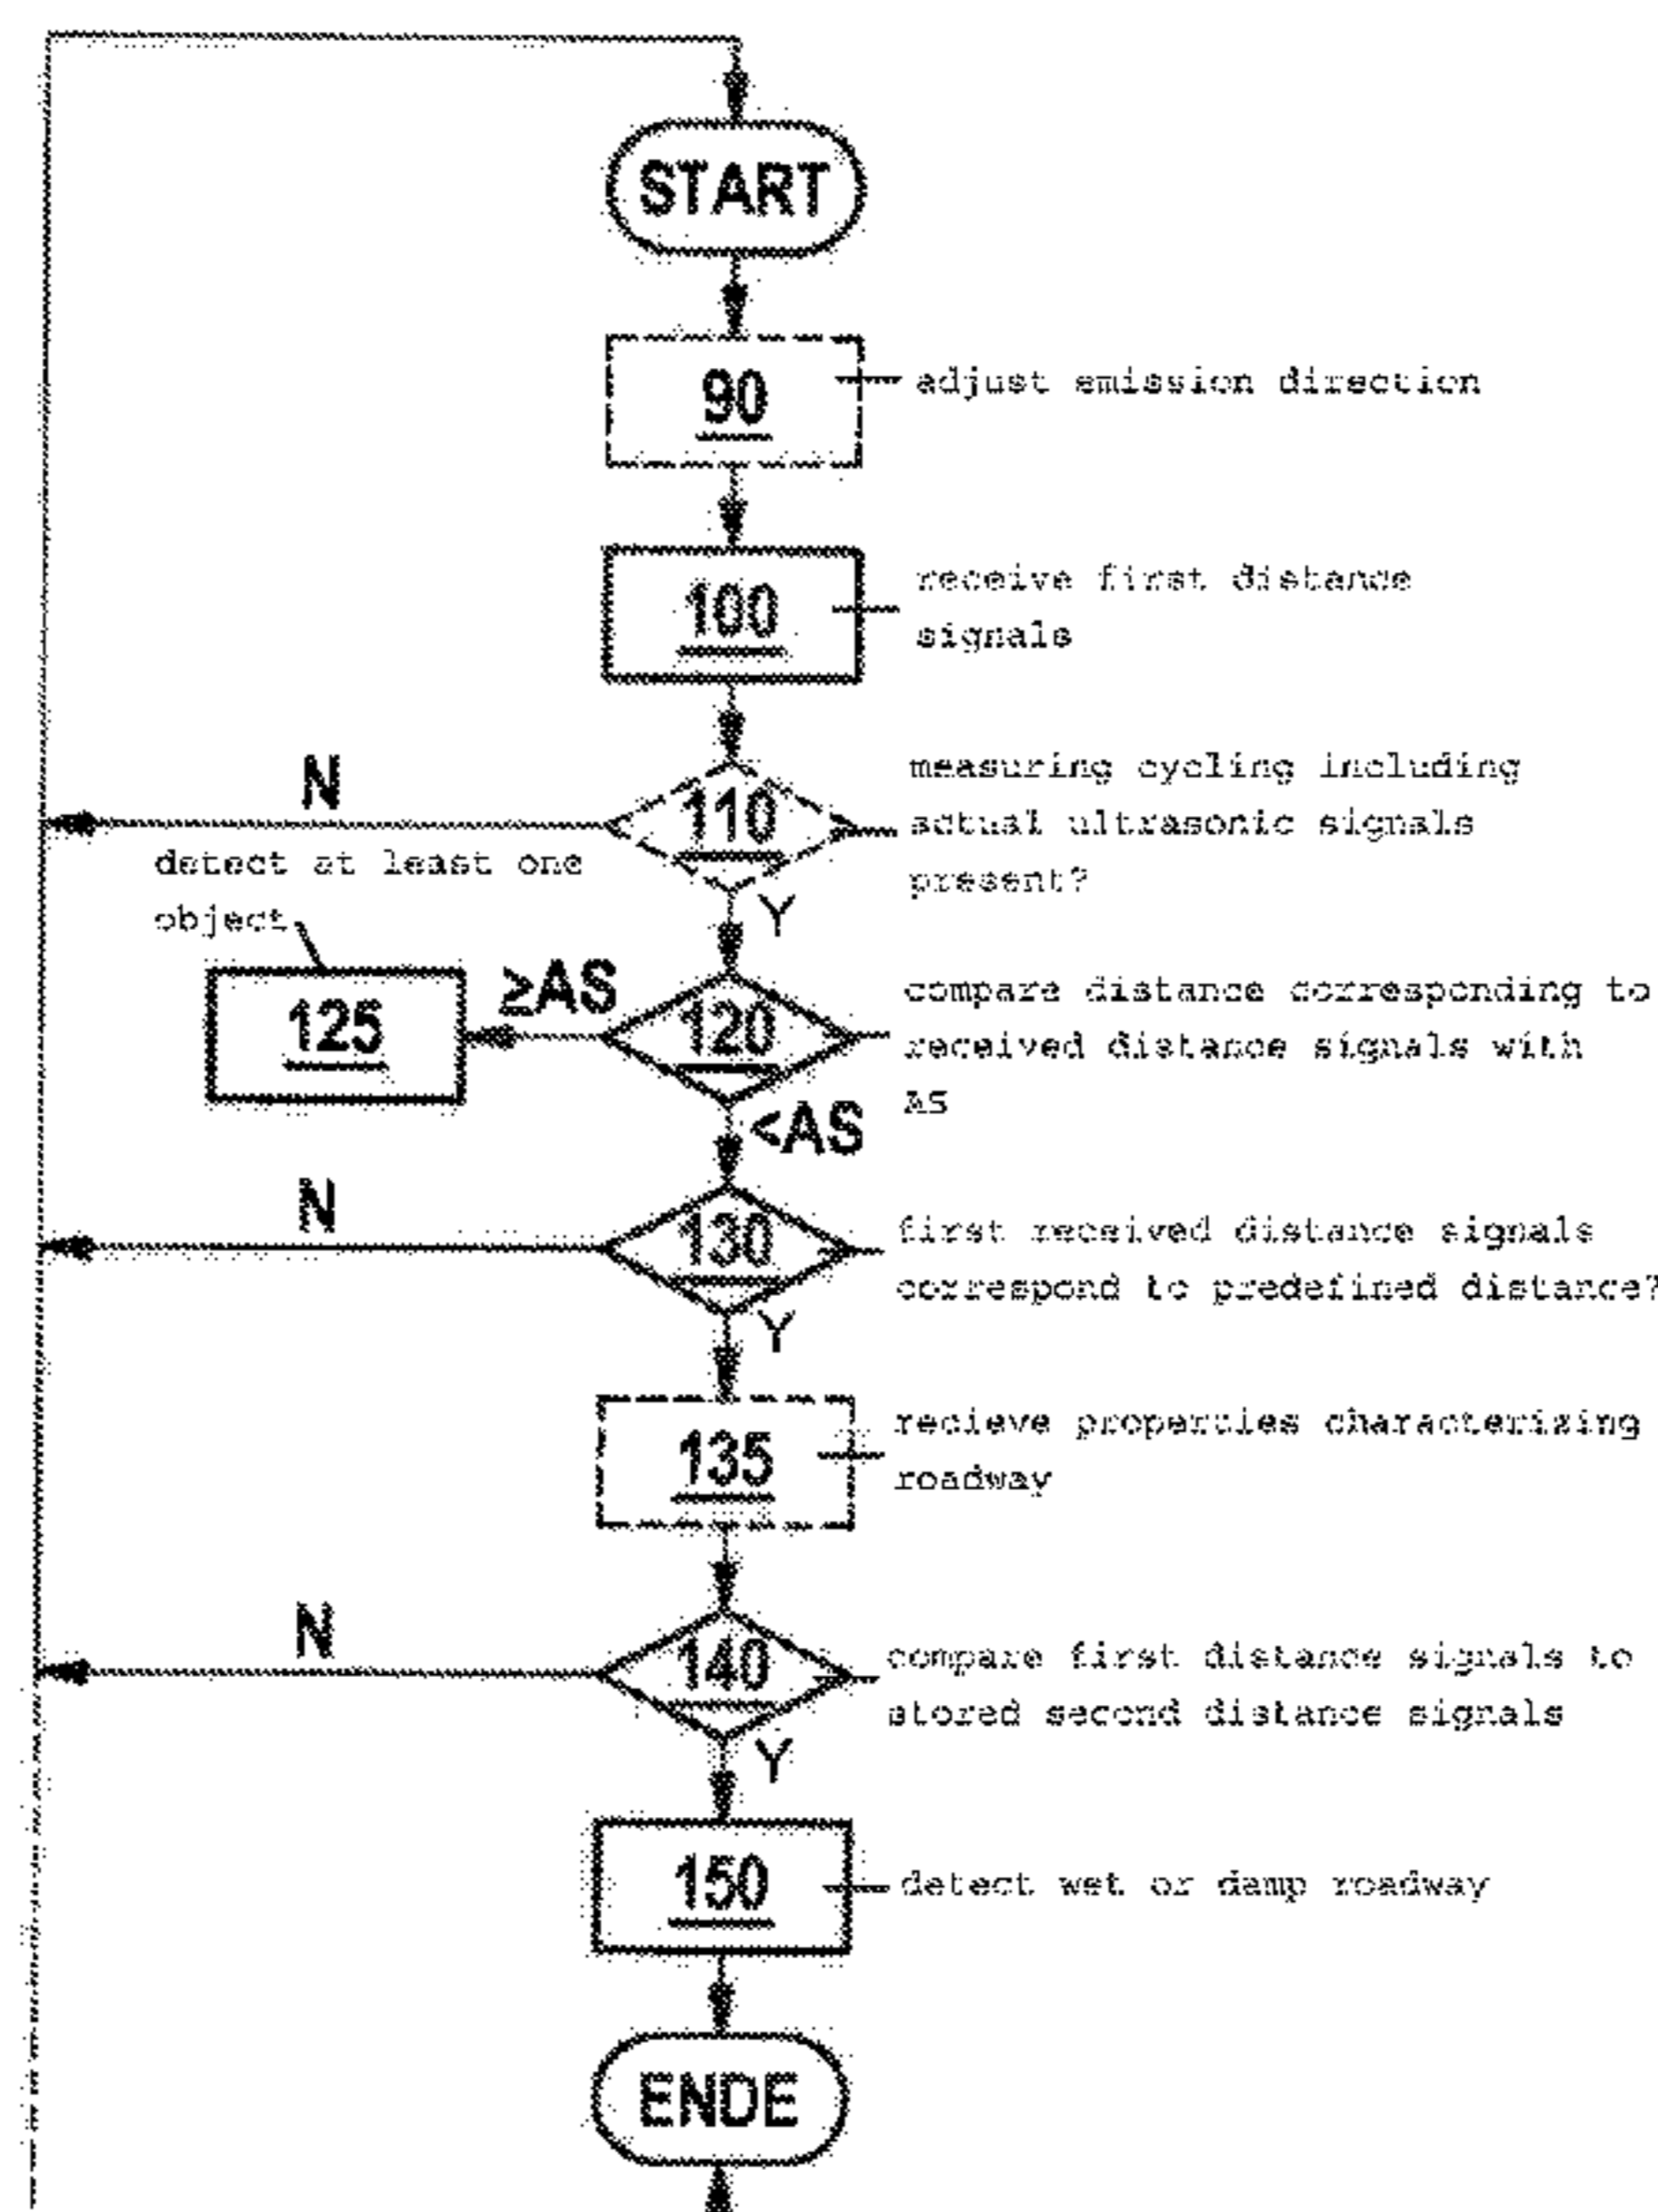 START
90
adjust emission direction
100
receive first distance
signals
N
110
measuring cycling including
actual ultrasonic signals
present?
Y
detect at least one
object
125
≥AS
120
compare distance corresponding to
received distance signals with
AS
<AS
N
130
first received distance signals
correspond to predefined distance?
Y
135
recieve properties characterizing
roadway
N
140
compare first distance signals to
stored second distance signals
Y
150
detect wet or damp roadway
ENDE